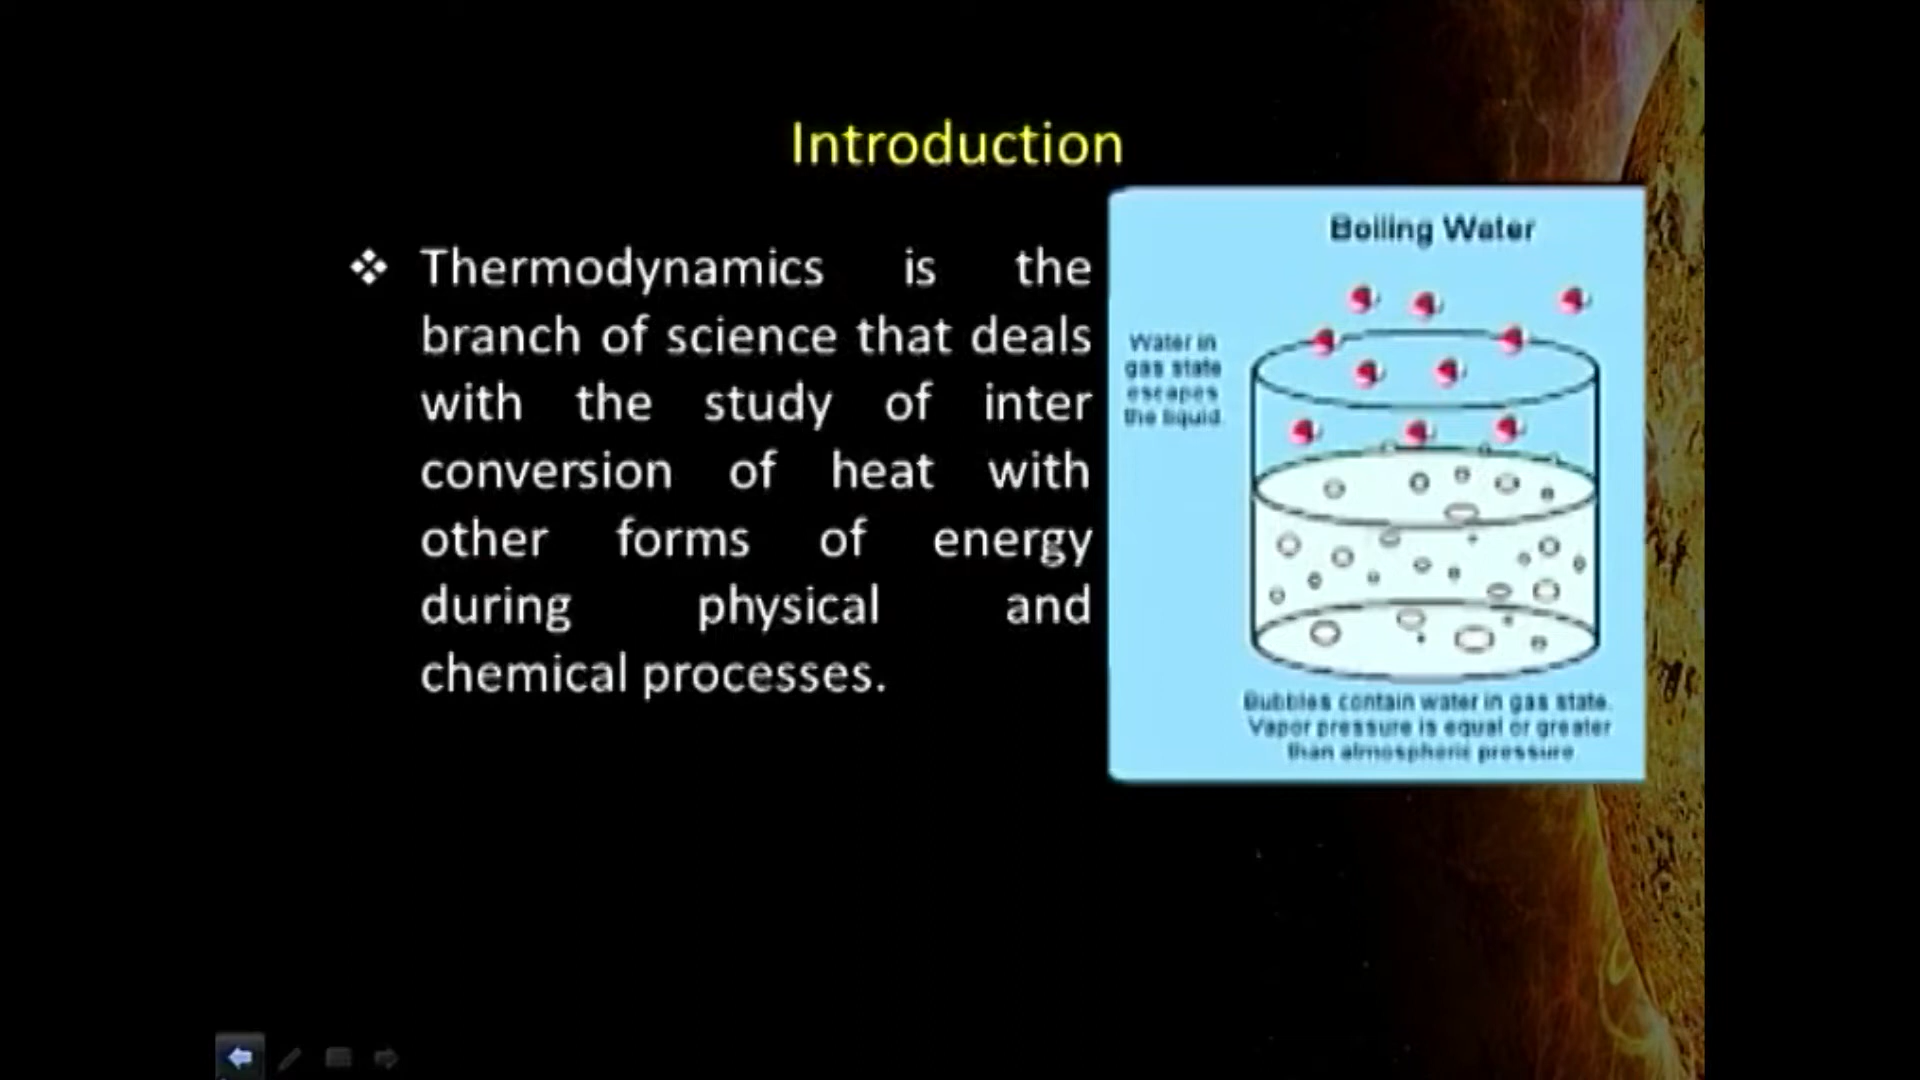 Introduction
❖ Thermodynamics is the
branch of science that deals
with the study of inter
conversion of heat with
other forms of energy
during physical and
chemical processes.
Boiling Water
Water in
gas state
escapes
the liquid.
Bubbles contain water in gas state.
Vapor pressure is equal or greater
than atmospheric pressure